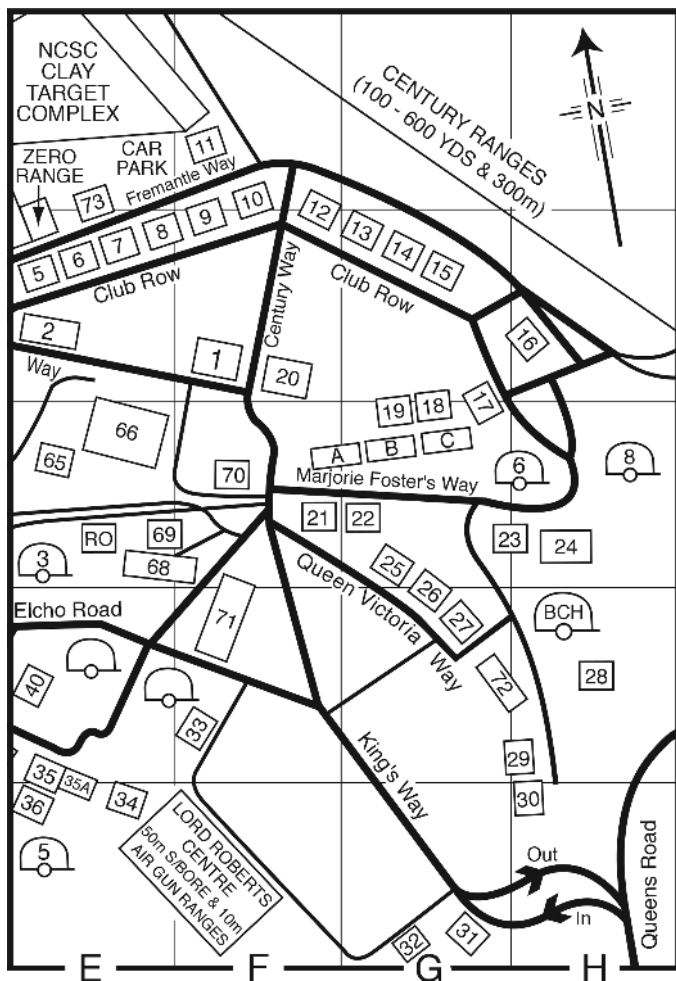 NCSC
CLAY
TARGET
COMPLEX
CENTURY RANGES
(100 - 600 YDS & 300m)
N
ZERO
RANGE
CAR
PARK
11
73
Fremantle Way
5
6
7
8
9
10
12
13
14
15
Club Row
Club Row
Century Way
2
1
20
16
Way
19
18
17
66
65
70
A
B
C
6
8
Marjorie Foster's Way
21
22
23
24
RO
69
3
68
25
26
27
Queen Victoria
Way
BCH
Elcho Road
71
72
28
40
33
29
30
King's Way
35
35A
34
36
5
LORD ROBERTS
CENTRE
50m S/BORE & 10m
AIR GUN RANGES
Out
In
Queens Road
32
31
E
F
G
H